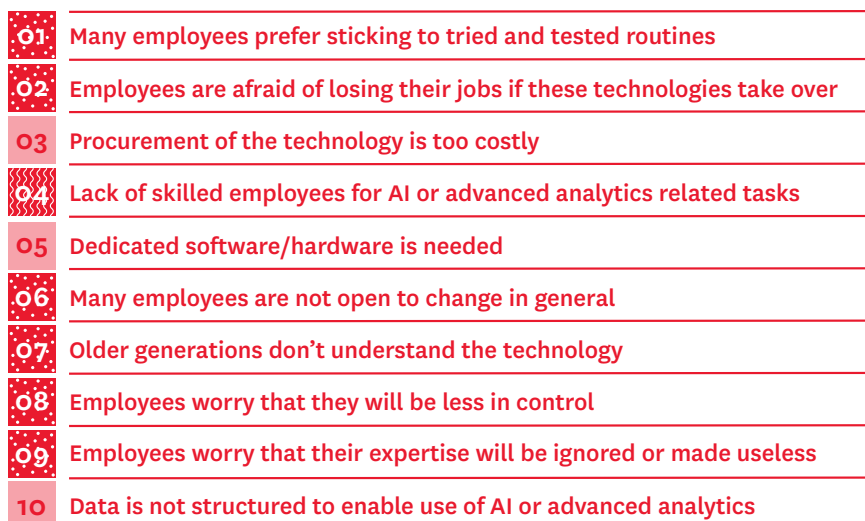 01 Many employees prefer sticking to tried and tested routines
02 Employees are afraid of losing their jobs if these technologies take over
03 Procurement of the technology is too costly
04 Lack of skilled employees for AI or advanced analytics related tasks
05 Dedicated software/hardware is needed
06 Many employees are not open to change in general
07 Older generations don’t understand the technology
08 Employees worry that they will be less in control
09 Employees worry that their expertise will be ignored or made useless
10 Data is not structured to enable use of AI or advanced analytics